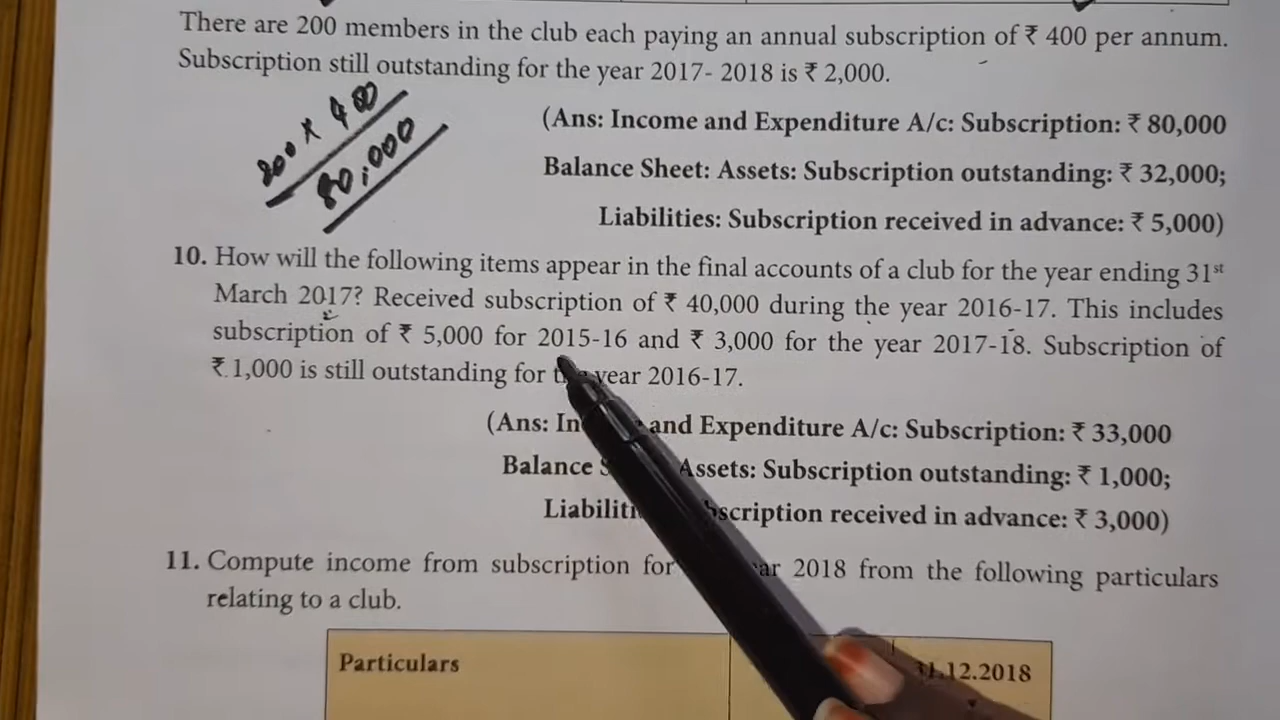 There are 200 members in the club each paying an annual subscription of ₹ 400 per annum.
Subscription still outstanding for the year 2017- 2018 is ₹ 2,000.
200 x 400
80,000
(Ans: Income and Expenditure A/c: Subscription: ₹ 80,000
Balance Sheet: Assets: Subscription outstanding: ₹ 32,000;
Liabilities: Subscription received in advance: ₹ 5,000)
10. How will the following items appear in the final accounts of a club for the year ending 31st
March 2017? Received subscription of ₹ 40,000 during the year 2016-17. This includes
subscription of ₹ 5,000 for 2015-16 and ₹ 3,000 for the year 2017-18. Subscription of
₹ 1,000 is still outstanding for year 2016-17.
(Ans: and Expenditure A/c: Subscription: ₹ 33,000
Balance Assets: Subscription outstanding: ₹ 1,000;
received in advance: ₹ 3,000)
11. Compute income from subscription for 2018 from the following particulars
relating to a club.
Particulars 31.12.2018